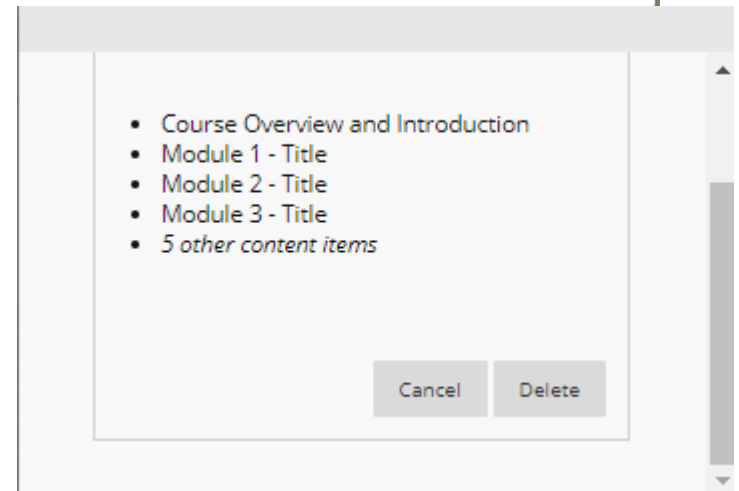 • Course Overview and Introduction
• Module 1 - Title
• Module 2 - Title
• Module 3 - Title
• 5 other content items
Cancel Delete